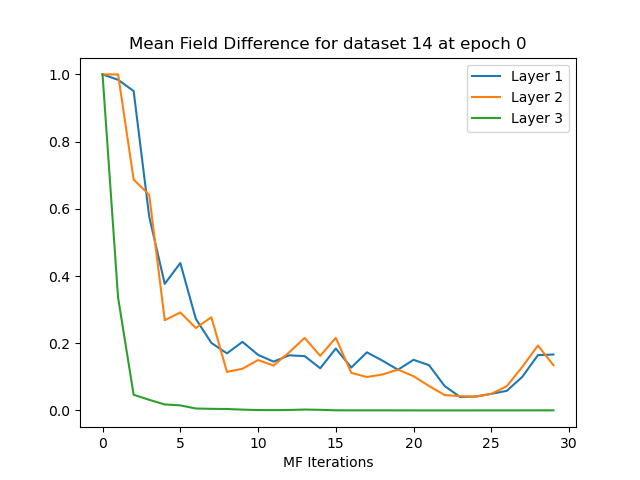 Mean Field Difference for dataset 14 at epoch 0
1.0
0.8
0.6
0.4
0.2
0.0
0 5 10 15 20 25 30
MF Iterations
Layer 1
Layer 2
Layer 3